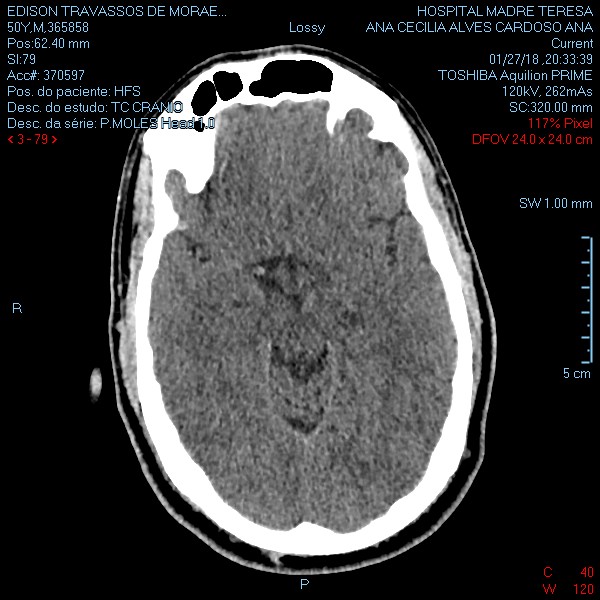 EDISON TRAVASSOS DE MORAE...
50Y,M,365858
Pos:62.40 mm
SI:79
Acc#: 370597
Pos. do paciente: HFS
Desc. do estudo: TC CRANIO
Desc. da série: P.MOLES Head 1.0
< 3 - 79 >
Lossy
HOSPITAL MADRE TERESA
ANA CECILIA ALVES CARDOSO ANA
Current
01/27/18 ,20:33:39
TOSHIBA Aquilion PRIME
120kV, 262mAs
SC:320.00 mm
117% Pixel
DFOV 24.0 x 24.0 cm
SW 1.00 mm
R
5 cm
P
C 40
W 120